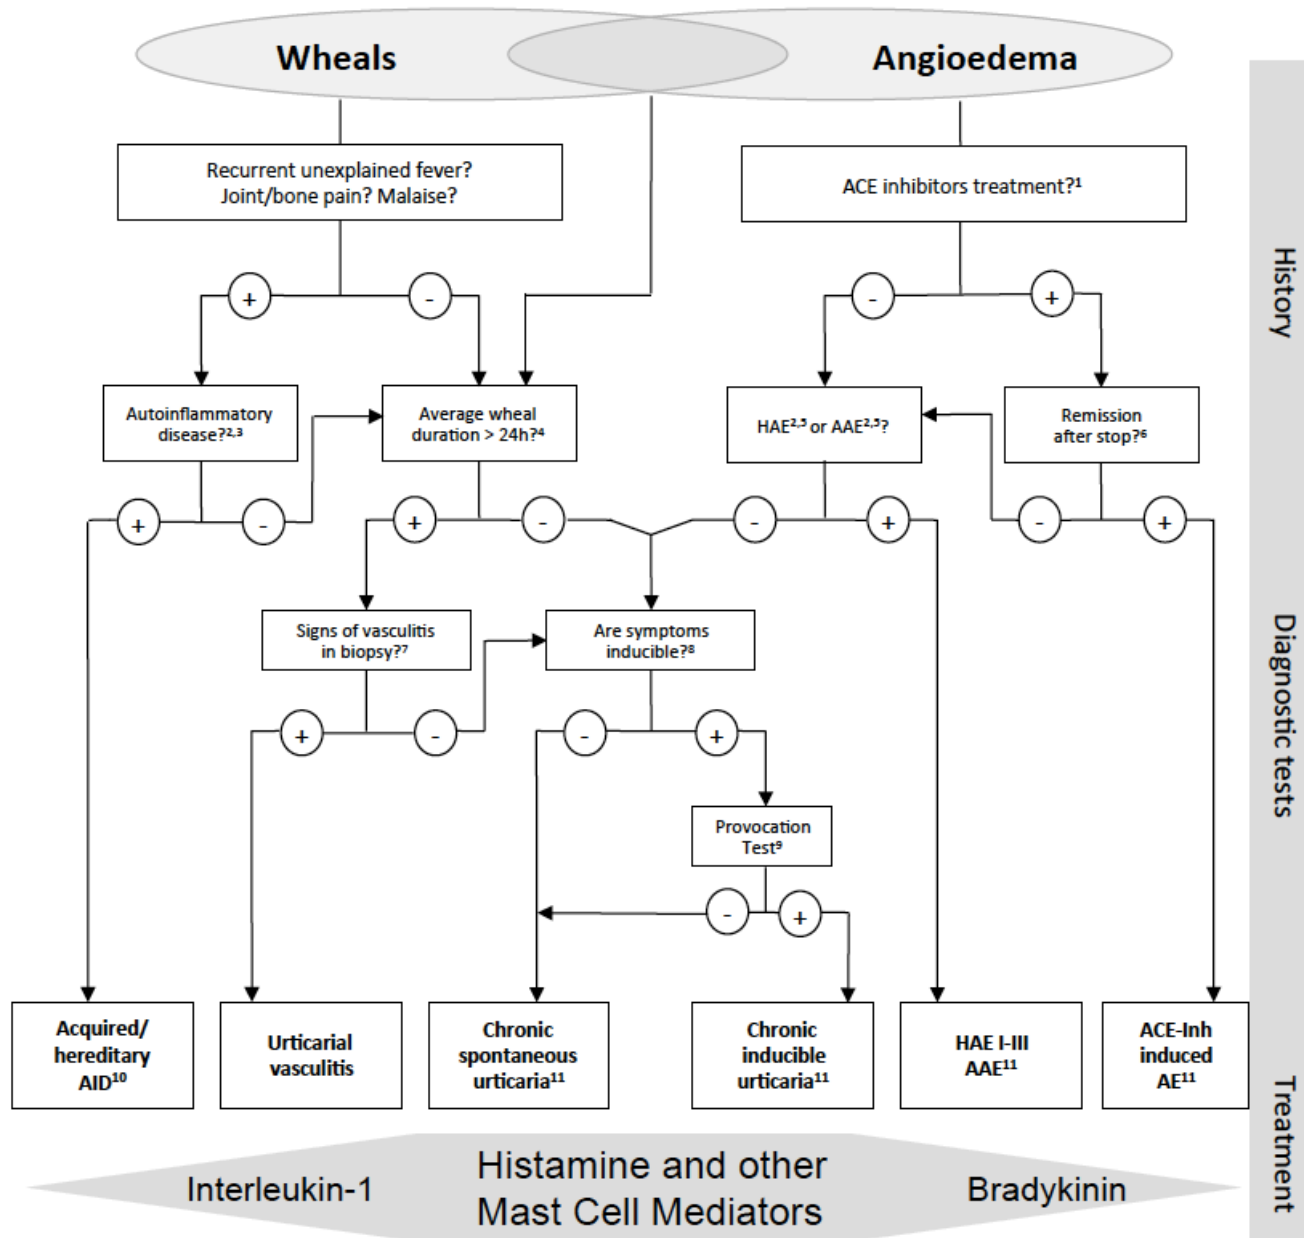 Wheals
Angioedema
Recurrent unexplained fever?
Joint/bone pain? Malaise?
ACE inhibitors treatment?¹
History
+
-
-
+
Autoinflammatory
disease?²,³
Average wheal
duration > 24h?⁴
HAE²,⁵ or AAE²,⁵?
Remission
after stop?⁶
+
-
+
-
-
+
-
+
Signs of vasculitis
in biopsy?⁷
Are symptoms
inducible?⁸
Diagnostic tests
+
-
-
+
Provocation
Test⁹
-
+
Acquired/
hereditary
AID¹⁰
Urticarial
vasculitis
Chronic
spontaneous
urticaria¹¹
Chronic
inducible
urticaria¹¹
HAE I-III
AAE¹¹
ACE-Inh
induced
AE¹¹
Treatment
Interleukin-1
Histamine and other
Mast Cell Mediators
Bradykinin